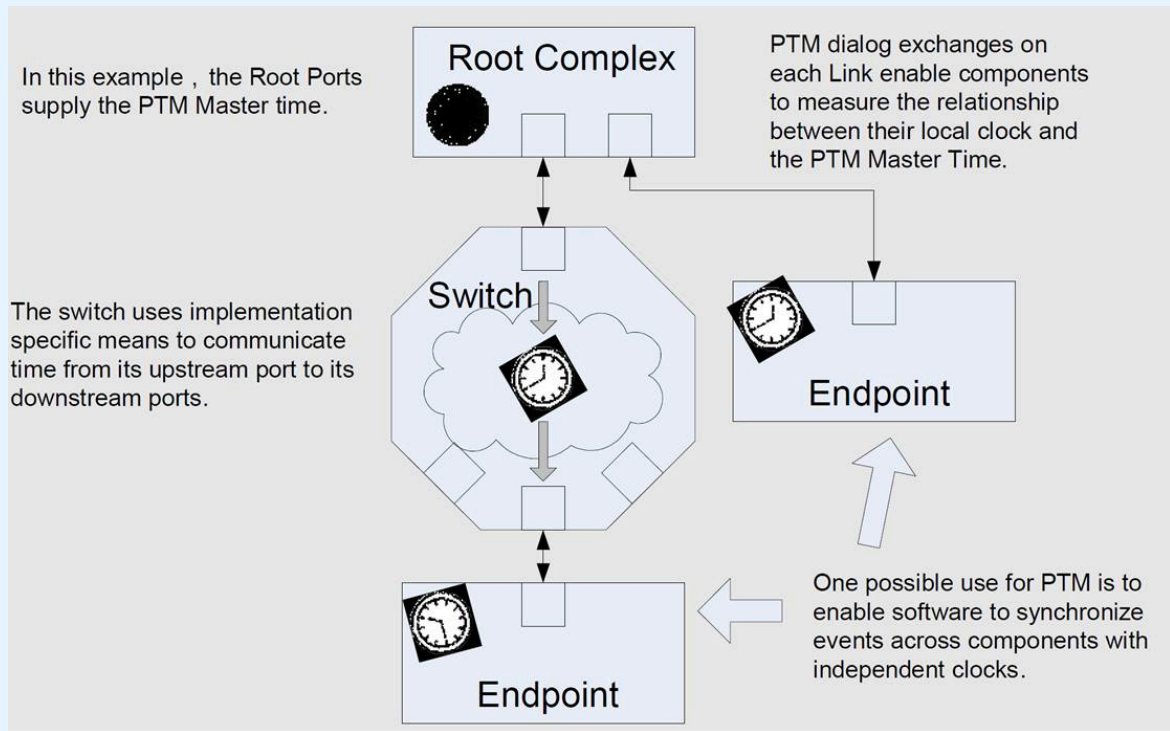 Root Complex
In this example , the Root Ports
supply the PTM Master time.
PTM dialog exchanges on
each Link enable components
to measure the relationship
between their local clock and
the PTM Master Time.
Switch
The switch uses implementation
specific means to communicate
time from its upstream port to its
downstream ports.
Endpoint
One possible use for PTM is to
enable software to synchronize
events across components with
independent clocks.
Endpoint